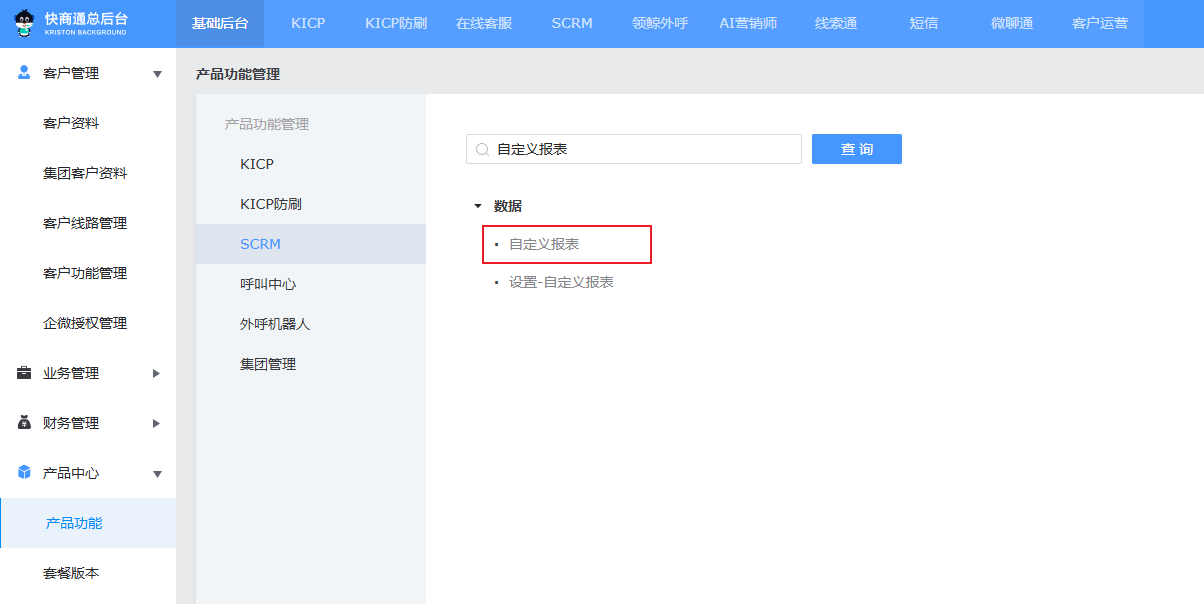 快商通总后台
KRISTON BACKGROUND
基础后台
KICP
KICP防刷
在线客服
SCRM
领鲸外呼
AI营销师
线索通
短信
微聊通
客户运营
客户管理
客户资料
集团客户资料
客户线路管理
客户功能管理
企微授权管理
业务管理
财务管理
产品中心
产品功能
套餐版本
产品功能管理
产品功能管理
KICP
KICP防刷
SCRM
呼叫中心
外呼机器人
集团管理
自定义报表
查 询
数据
自定义报表
设置-自定义报表